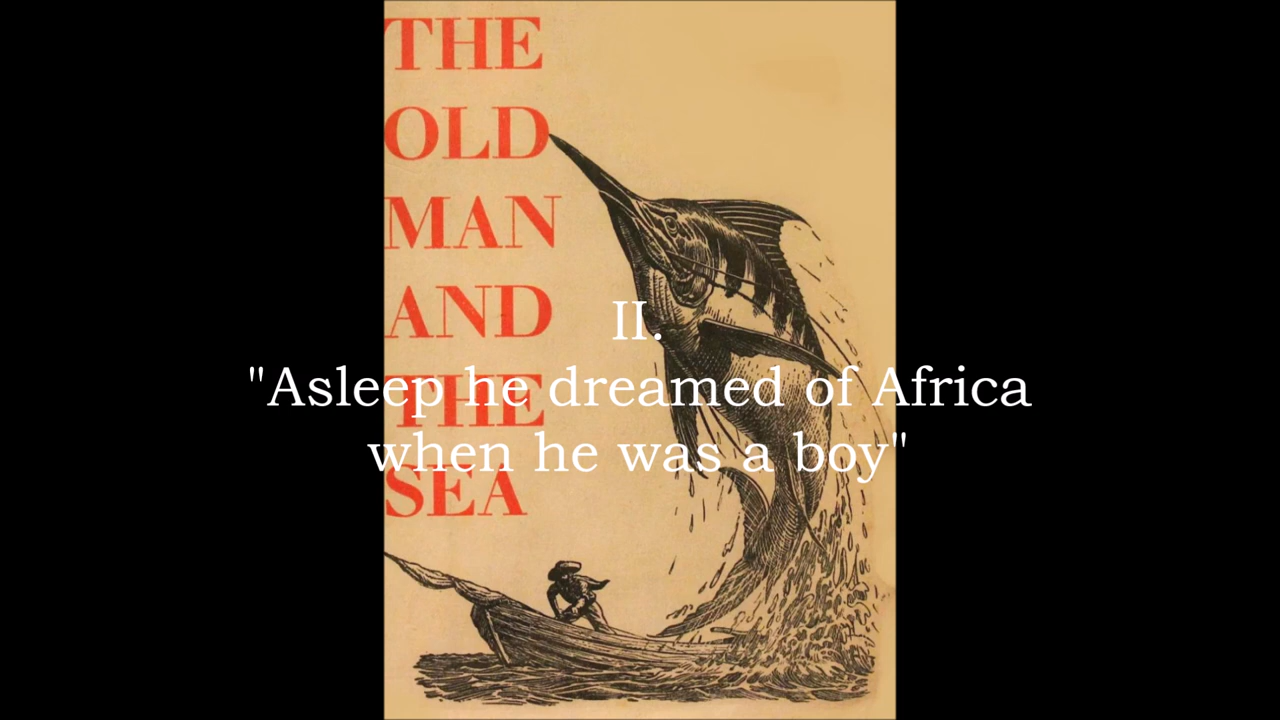 THE
OLD
MAN
AND
THE
SEA
II.
"Asleep he dreamed of Africa
when he was a boy"